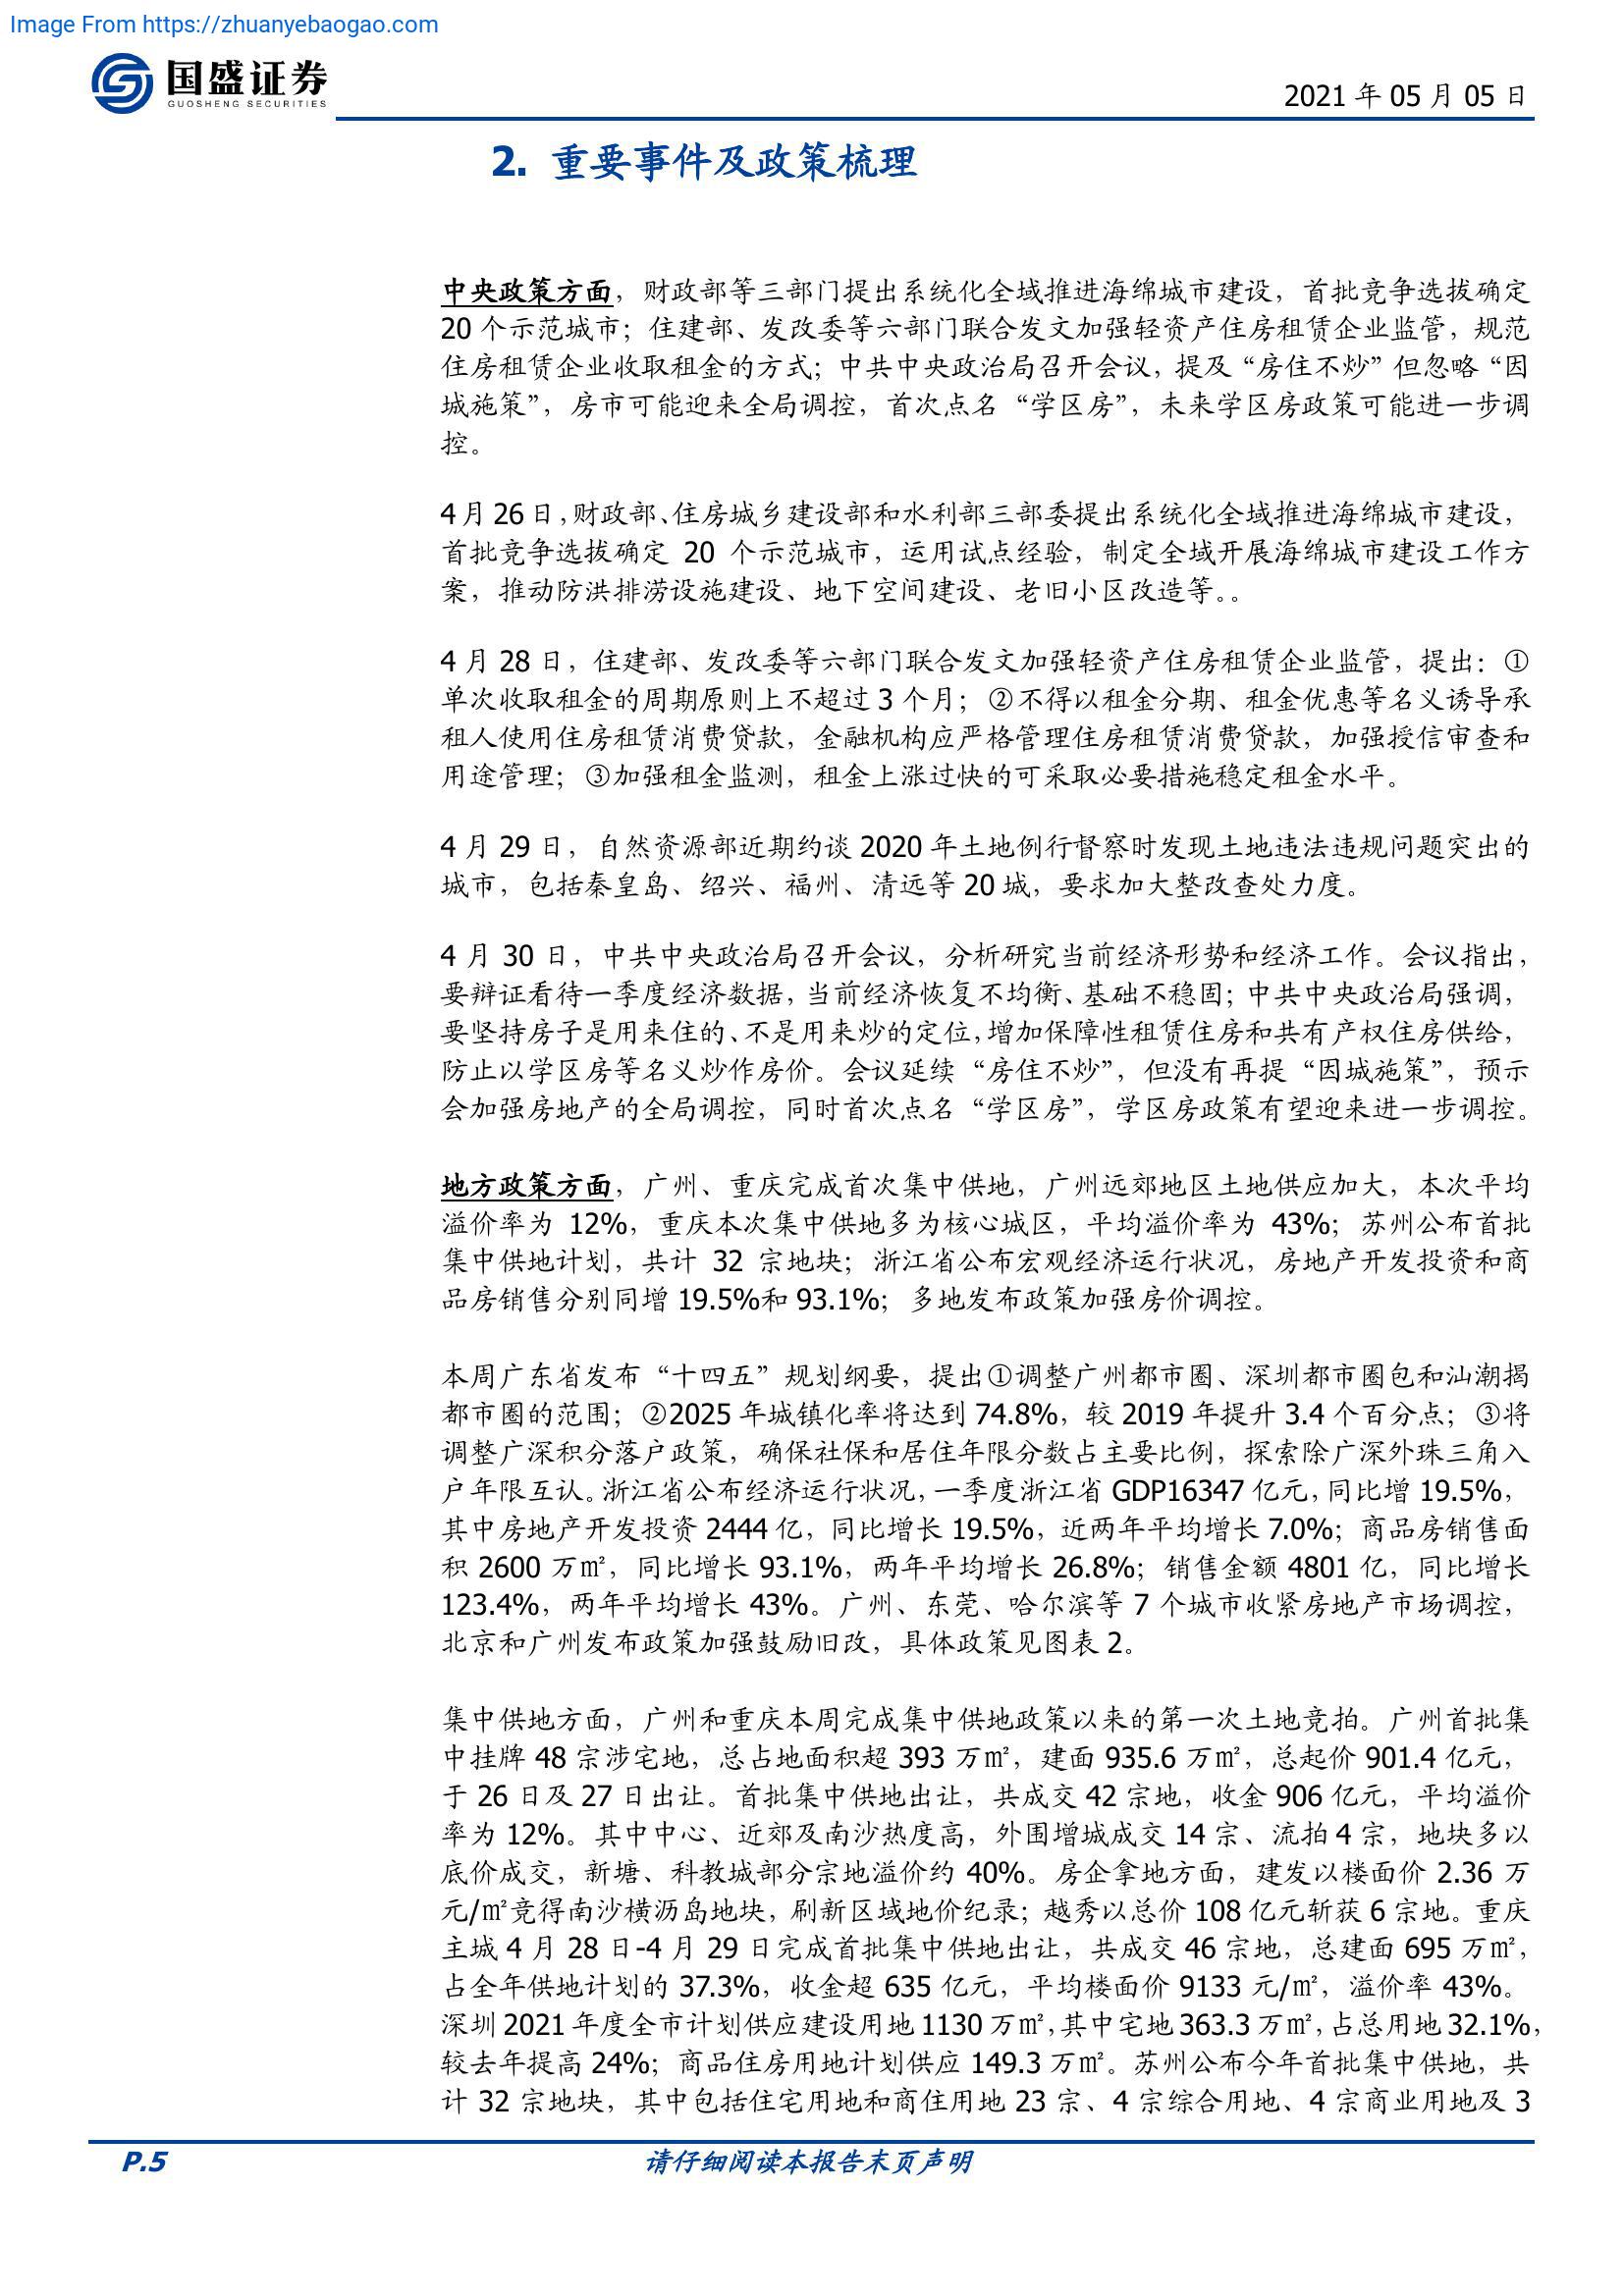 Image From https://zhuanyebaogao.com
国盛证券
GUOSHENG SECURITIES
2021 年 05 月 05 日
2. 重要事件及政策梳理
中央政策方面，财政部等三部门提出系统化全域推进海绵城市建设，首批竞争选拔确定
20 个示范城市；住建部、发改委等六部门联合发文加强轻资产住房租赁企业监管，规范
住房租赁企业收取租金的方式；中共中央政治局召开会议，提及“房住不炒”但忽略“因
城施策”，房市可能迎来全局调控，首次点名“学区房”，未来学区房政策可能进一步调
控。
4 月 26 日，财政部、住房城乡建设部和水利部三部委提出系统化全域推进海绵城市建设，
首批竞争选拔确定 20 个示范城市，运用试点经验，制定全域开展海绵城市建设工作方
案，推动防洪排涝设施建设、地下空间建设、老旧小区改造等。。
4 月 28 日，住建部、发改委等六部门联合发文加强轻资产住房租赁企业监管，提出：①
单次收取租金的周期原则上不超过 3 个月；②不得以租金分期、租金优惠等名义诱导承
租人使用住房租赁消费贷款，金融机构应严格管理住房租赁消费贷款，加强授信审查和
用途管理；③加强租金监测，租金上涨过快的可采取必要措施稳定租金水平。
4 月 29 日，自然资源部近期约谈 2020 年土地例行督察时发现土地违法违规问题突出的
城市，包括秦皇岛、绍兴、福州、清远等 20 城，要求加大整改查处力度。
4 月 30 日，中共中央政治局召开会议，分析研究当前经济形势和经济工作。会议指出，
要辩证看待一季度经济数据，当前经济恢复不均衡、基础不稳固；中共中央政治局强调，
要坚持房子是用来住的、不是用来炒的定位，增加保障性租赁住房和共有产权住房供给，
防止以学区房等名义炒作房价。会议延续“房住不炒”，但没有再提“因城施策”，预示
会加强房地产的全局调控，同时首次点名“学区房”，学区房政策有望迎来进一步调控。
地方政策方面，广州、重庆完成首次集中供地，广州远郊地区土地供应加大，本次平均
溢价率为 12%，重庆本次集中供地多为核心城区，平均溢价率为 43%；苏州公布首批
集中供地计划，共计 32 宗地块；浙江省公布宏观经济运行状况，房地产开发投资和商
品房销售分别同增 19.5%和 93.1%；多地发布政策加强房价调控。
本周广东省发布“十四五”规划纲要，提出①调整广州都市圈、深圳都市圈包和汕潮揭
都市圈的范围；②2025 年城镇化率将达到 74.8%，较 2019 年提升 3.4 个百分点；③将
调整广深积分落户政策，确保社保和居住年限分数占主要比例，探索除广深外珠三角入
户年限互认。浙江省公布经济运行状况，一季度浙江省 GDP16347 亿元，同比增 19.5%，
其中房地产开发投资 2444 亿，同比增长 19.5%，近两年平均增长 7.0%；商品房销售面
积 2600 万㎡，同比增长 93.1%，两年平均增长 26.8%；销售金额 4801 亿，同比增长
123.4%，两年平均增长 43%。广州、东莞、哈尔滨等 7 个城市收紧房地产市场调控，
北京和广州发布政策加强鼓励旧改，具体政策见图表 2。
集中供地方面，广州和重庆本周完成集中供地政策以来的第一次土地竞拍。广州首批集
中挂牌 48 宗涉宅地，总占地面积超 393 万㎡，建面 935.6 万㎡，总起价 901.4 亿元，
于 26 日及 27 日出让。首批集中供地出让，共成交 42 宗地，收金 906 亿元，平均溢价
率为 12%。其中中心、近郊及南沙热度高，外围增城成交 14 宗、流拍 4 宗，地块多以
底价成交，新塘、科教城部分宗地溢价约 40%。房企拿地方面，建发以楼面价 2.36 万
元/㎡竞得南沙横沥岛地块，刷新区域地价纪录；越秀以总价 108 亿元斩获 6 宗地。重庆
主城 4 月 28 日-4 月 29 日完成首批集中供地出让，共成交 46 宗地，总建面 695 万㎡，
占全年供地计划的 37.3%，收金超 635 亿元，平均楼面价 9133 元/㎡，溢价率 43%。
深圳 2021 年度全市计划供应建设用地 1130 万㎡，其中宅地 363.3 万㎡，占总用地 32.1%，
较去年提高 24%；商品住房用地计划供应 149.3 万㎡。苏州公布今年首批集中供地，共
计 32 宗地块，其中包括住宅用地和商住用地 23 宗、4 宗综合用地、4 宗商业用地及 3
P.5
请仔细阅读本报告末页声明